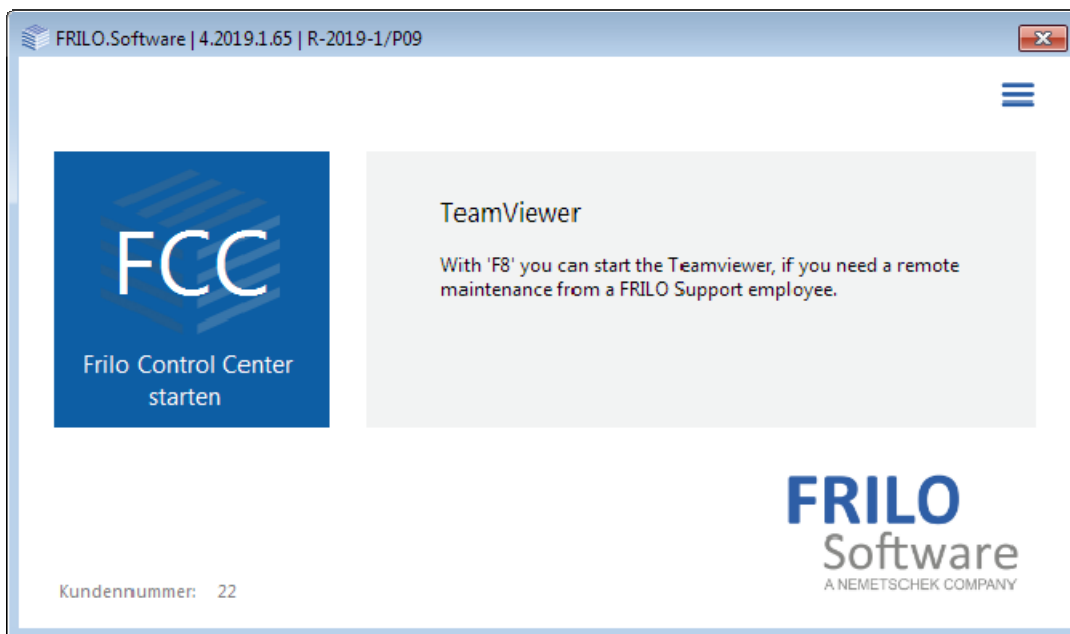 FRILO.Software | 4.2019.1.65 | R-2019-1/P09
FCC
Frilo Control Center
starten
TeamViewer
With 'F8' you can start the Teamviewer, if you need a remote
maintenance from a FRILO Support employee.
FRILO
Software
A NEMETSCHEK COMPANY
Kundennummer: 22